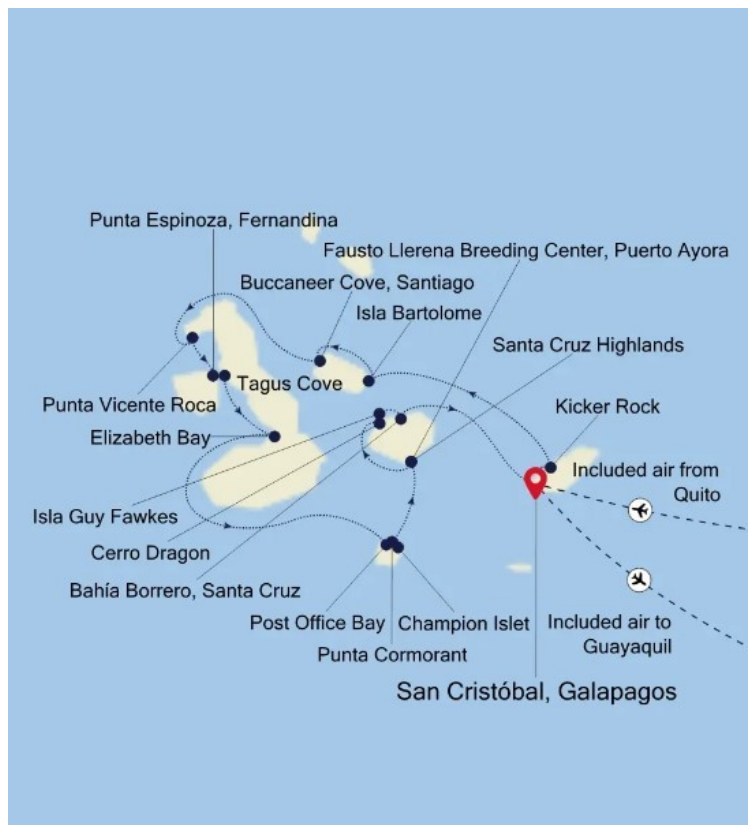 Punta Espinoza, Fernandina
Fausto Llerena Breeding Center, Puerto Ayora
Buccaneer Cove, Santiago
Isla Bartolome
Santa Cruz Highlands
Tagus Cove
Punta Vicente Roca
Kicker Rock
Elizabeth Bay
Included air from
Quito
Isla Guy Fawkes
Cerro Dragon
Bahía Borrero, Santa Cruz
Post Office Bay
Champion Islet
Included air to
Guayaquil
Punta Cormorant
San Cristóbal, Galapagos